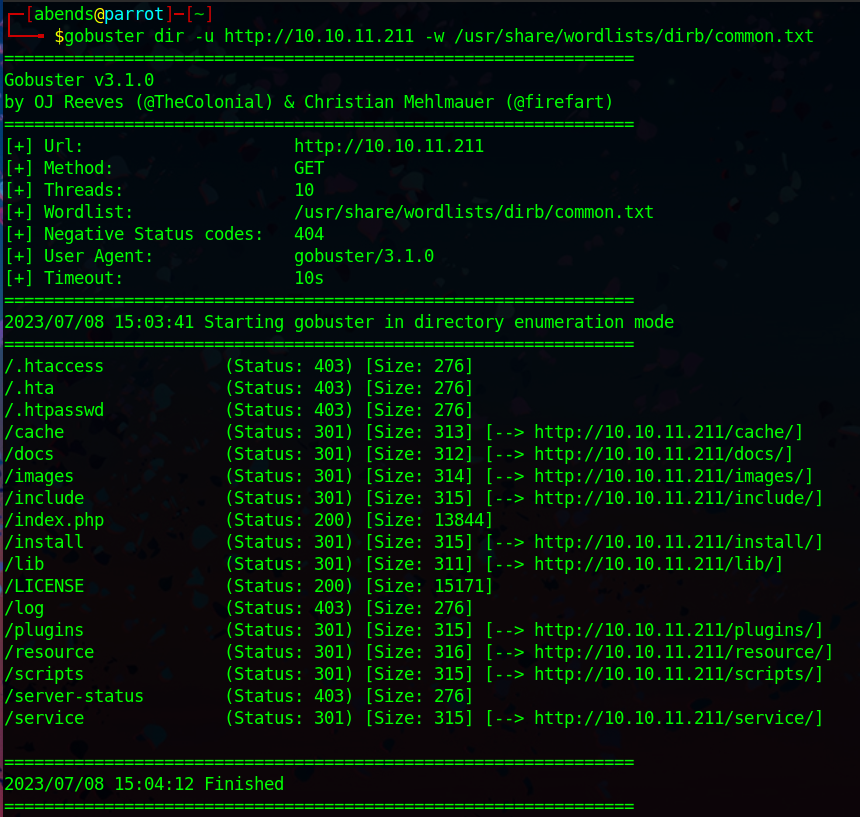 ┌─[abends@parrot]─[~]
└──╼ $gobuster dir -u http://10.10.11.211 -w /usr/share/wordlists/dirb/common.txt
===============================================================
Gobuster v3.1.0
by OJ Reeves (@TheColonial) & Christian Mehlmauer (@firefart)
===============================================================
[+] Url:                     http://10.10.11.211
[+] Method:                  GET
[+] Threads:                 10
[+] Wordlist:                /usr/share/wordlists/dirb/common.txt
[+] Negative Status codes:   404
[+] User Agent:              gobuster/3.1.0
[+] Timeout:                 10s
===============================================================
2023/07/08 15:03:41 Starting gobuster in directory enumeration mode
===============================================================
/.htaccess            (Status: 403) [Size: 276]
/.hta                 (Status: 403) [Size: 276]
/.htpasswd            (Status: 403) [Size: 276]
/cache                (Status: 301) [Size: 313] [--> http://10.10.11.211/cache/]
/docs                 (Status: 301) [Size: 312] [--> http://10.10.11.211/docs/]
/images               (Status: 301) [Size: 314] [--> http://10.10.11.211/images/]
/include              (Status: 301) [Size: 315] [--> http://10.10.11.211/include/]
/index.php            (Status: 200) [Size: 13844]
/install              (Status: 301) [Size: 315] [--> http://10.10.11.211/install/]
/lib                  (Status: 301) [Size: 311] [--> http://10.10.11.211/lib/]
/LICENSE              (Status: 200) [Size: 15171]
/log                  (Status: 403) [Size: 276]
/plugins              (Status: 301) [Size: 315] [--> http://10.10.11.211/plugins/]
/resource             (Status: 301) [Size: 316] [--> http://10.10.11.211/resource/]
/scripts              (Status: 301) [Size: 315] [--> http://10.10.11.211/scripts/]
/server-status        (Status: 403) [Size: 276]
/service              (Status: 301) [Size: 315] [--> http://10.10.11.211/service/]
===============================================================
2023/07/08 15:04:12 Finished
===============================================================